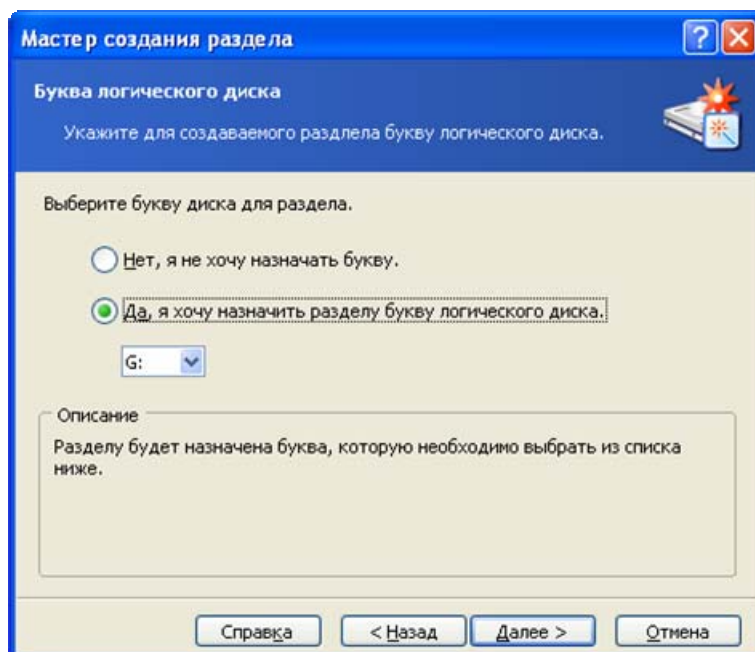 Мастер создания раздела
Буква логического диска
Укажите для создаваемого раздлела букву логического диска.
Выберите букву диска для раздела.
Нет, я не хочу назначать букву.
Да, я хочу назначить разделу букву логического диска.
G:
Описание
Разделу будет назначена буква, которую необходимо выбрать из списка
ниже.
Справка < Назад Далее > Отмена